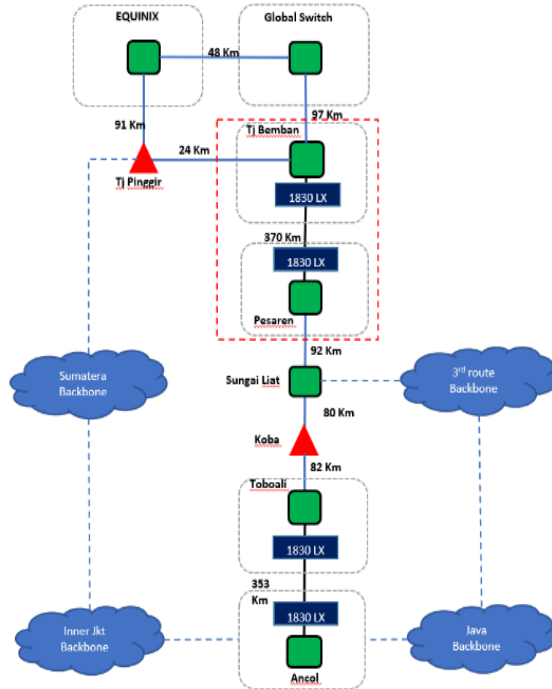 EQUINIX
Global Switch
48 Km
91 Km
97 Km
Tj Bemban
24 Km
Tj Pinggir
1830 LX
370 Km
1830 LX
Pesaren
92 Km
Sumatera
Backbone
Sungai Liat
3rd route
Backbone
80 Km
Koba
82 Km
Toboali
1830 LX
353
Km
1830 LX
Inner Jkt
Backbone
Java
Backbone
Ancol